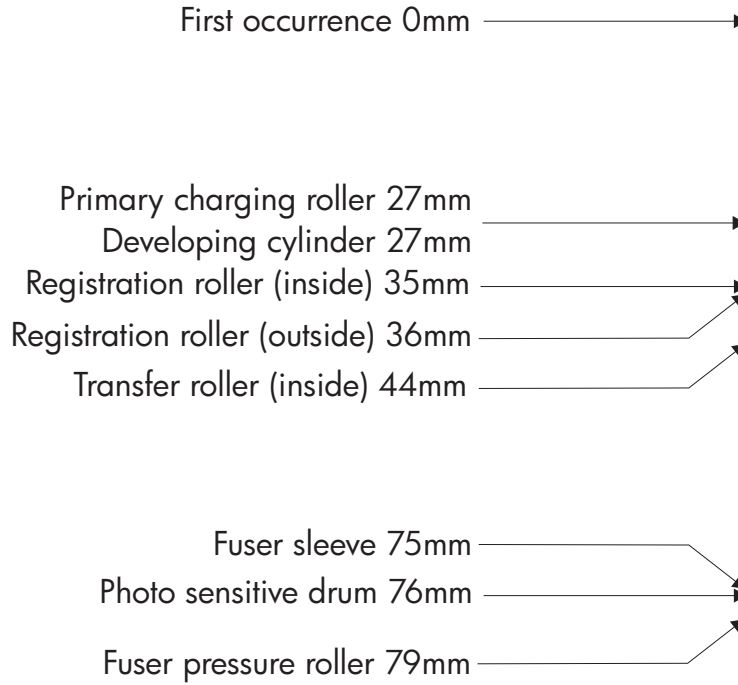 First occurrence 0mm
Primary charging roller 27mm
Developing cylinder 27mm
Registration roller (inside) 35mm
Registration roller (outside) 36mm
Transfer roller (inside) 44mm
Fuser sleeve 75mm
Photo sensitive drum 76mm
Fuser pressure roller 79mm